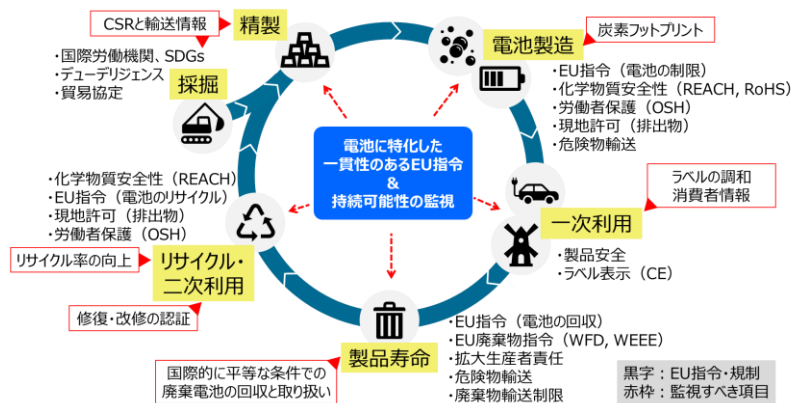 CSRと輸送情報
精製
・国際労働機関、SDGs
・デューデリジェンス
・貿易協定
採掘
電池製造
炭素フットプリント
・EU指令（電池の制限）
・化学物質安全性（REACH, RoHS）
・労働者保護（OSH）
・現地許可（排出物）
・危険物輸送
電池に特化した
一貫性のあるEU指令
&
持続可能性の監視
ラベルの調和
消費者情報
一次利用
・製品安全
・ラベル表示（CE）
・化学物質安全性（REACH）
・EU指令（電池のリサイクル）
・現地許可（排出物）
・労働者保護（OSH）
リサイクル率の向上
リサイクル・
二次利用
修復・改修の認証
製品寿命
・EU指令（電池の回収）
・EU廃棄物指令（WFD, WEEE）
・拡大生産者責任
・危険物輸送
・廃棄物輸送制限
国際的に平等な条件での
廃棄電池の回収と取り扱い
黒字：EU指令・規制
赤枠：監視すべき項目